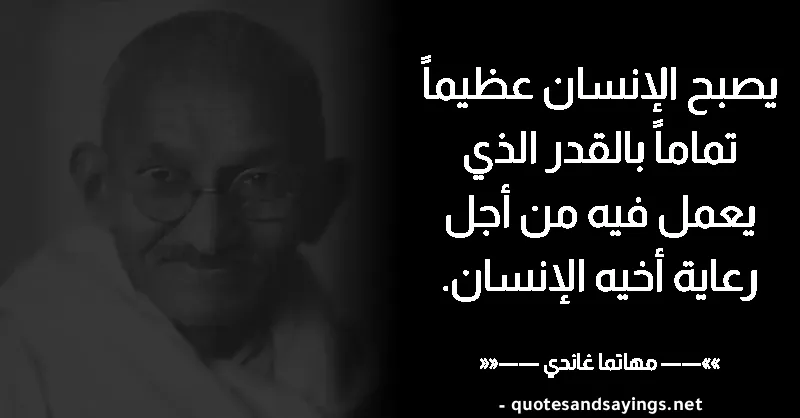 يصبح الإنسان عظيماً
تماماً بالقدر الذي
يعمل فيه من أجل
رعاية أخيه الإنسان.
»»—— مهاتما غاندي ——««
- quotesandsayings.net